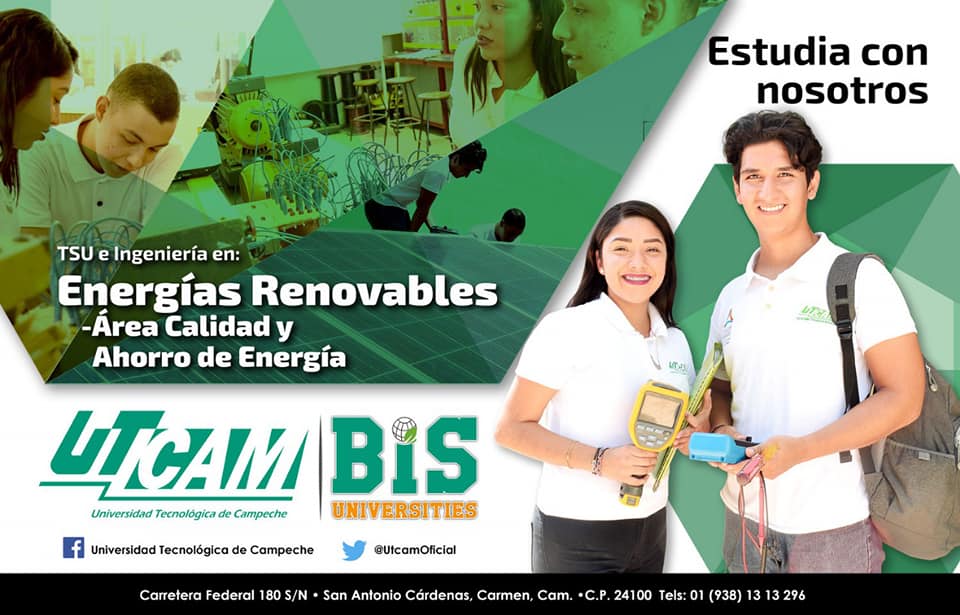 Estudia con
nosotros
TSU e Ingeniería en:
Energías Renovables
-Área Calidad y
Ahorro de Energía
UTCAM
Universidad Tecnológica de Campeche
BiS
UNIVERSITIES
UTCAM
UTCAM
Universidad Tecnológica de Campeche
@UtcamOficial
Carretera Federal 180 S/N • San Antonio Cárdenas, Carmen, Cam. •C.P. 24100 Tels: 01 (938) 13 13 296